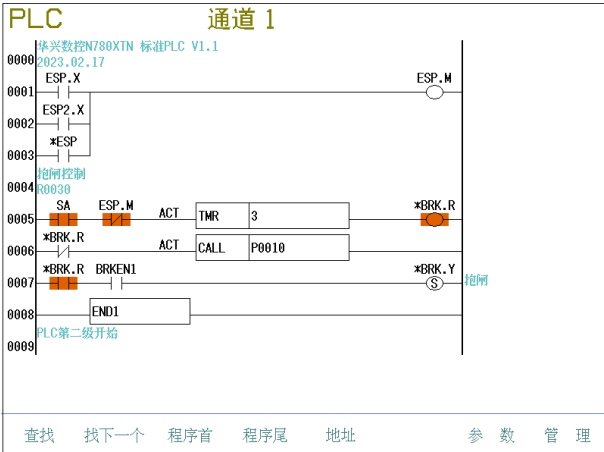 PLC 通道 1
华兴数控N780XTN 标准PLC V1.1
0000 2023.02.17
ESP.X ESP.M
0001
ESP2.X
0002
*ESP
0003
抱闸控制
0004 R0030
SA ESP.M ACT TMR 3 *BRK.R
0005
*BRK.R ACT CALL P0010
0006
*BRK.R BRKEN1 *BRK.Y
0007 S 抱闸
0008 END1
PLC第二级开始
0009
查找 找下一个 程序首 程序尾 地址 参 数 管 理